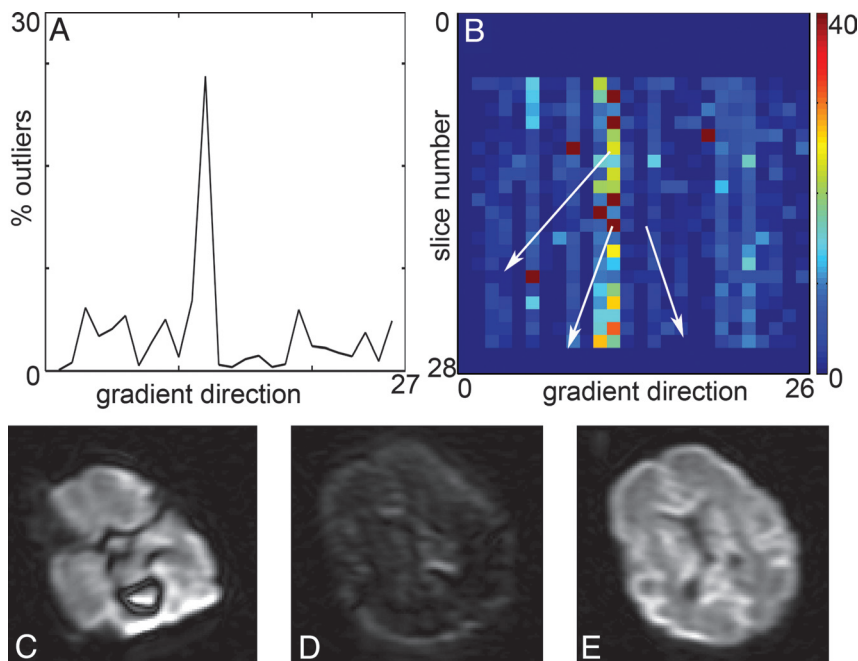 30
A
% outliers
0
gradient direction
27
0
B
slice number
28
0
gradient direction
26
40
0
C
D
E